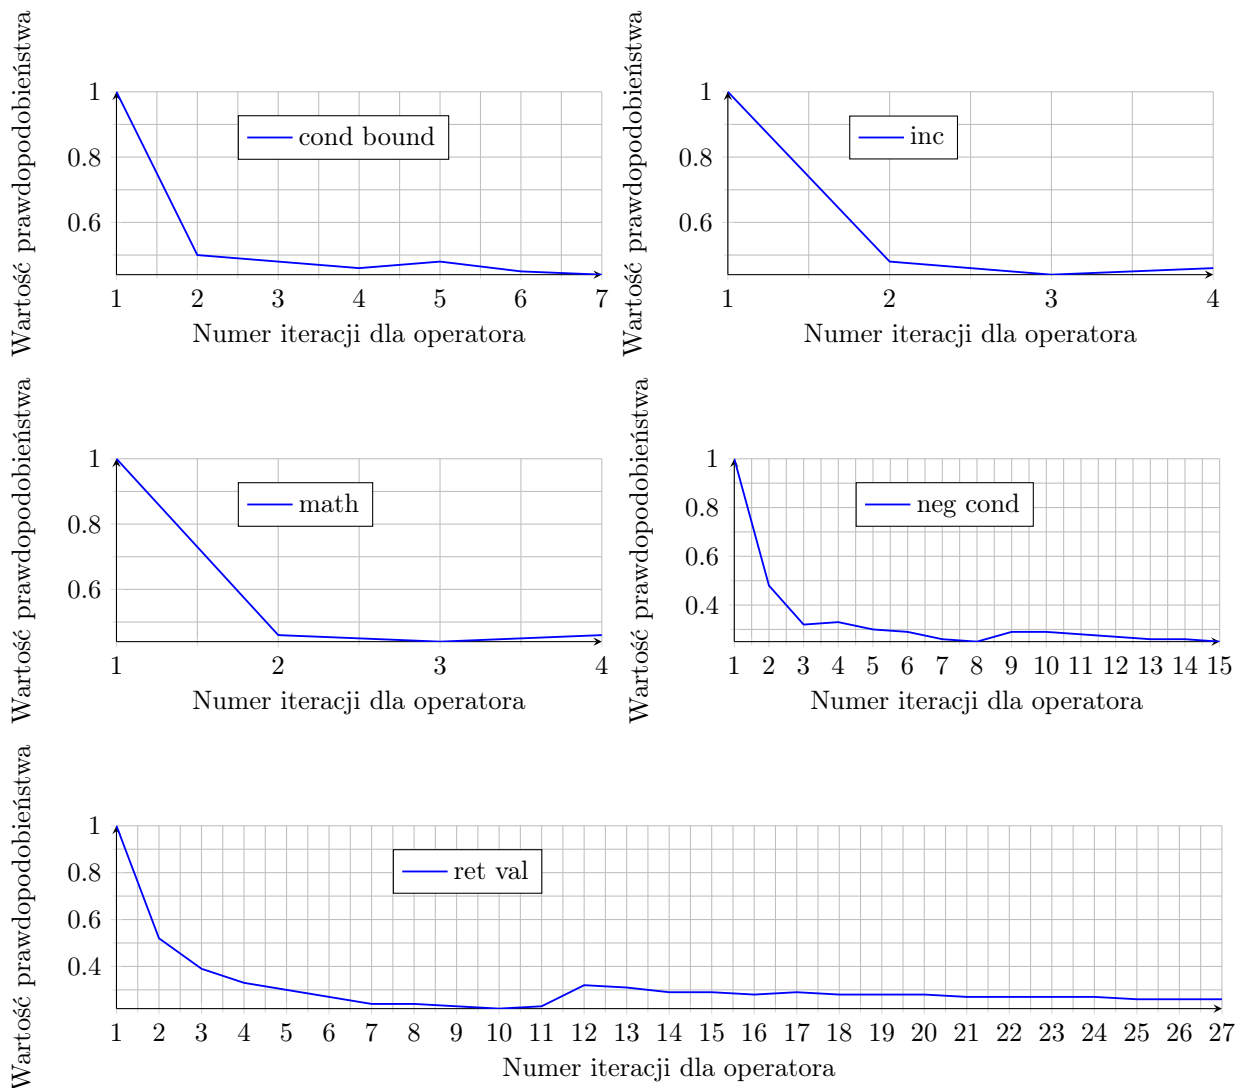 Wartość prawdopodobieństwa
1
0.8
0.6
cond bound
1 2 3 4 5 6 7
Numer iteracji dla operatora
Wartość prawdopodobieństwa
1
0.8
0.6
inc
1 2 3 4
Numer iteracji dla operatora
Wartość prawdopodobieństwa
1
0.8
0.6
math
1 2 3 4
Numer iteracji dla operatora
Wartość prawdopodobieństwa
1
0.8
0.6
0.4
neg cond
1 2 3 4 5 6 7 8 9 10 11 12 13 14 15
Numer iteracji dla operatora
Wartość prawdopodobieństwa
1
0.8
0.6
0.4
ret val
1 2 3 4 5 6 7 8 9 10 11 12 13 14 15 16 17 18 19 20 21 22 23 24 25 26 27
Numer iteracji dla operatora